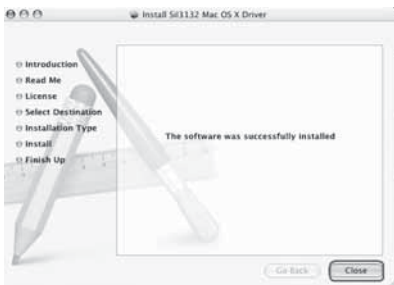 Install SiI3132 Mac OS X Driver
Introduction
Read Me
License
Select Destination
Installation Type
Install
Finish Up
The software was successfully installed
Go Back
Close